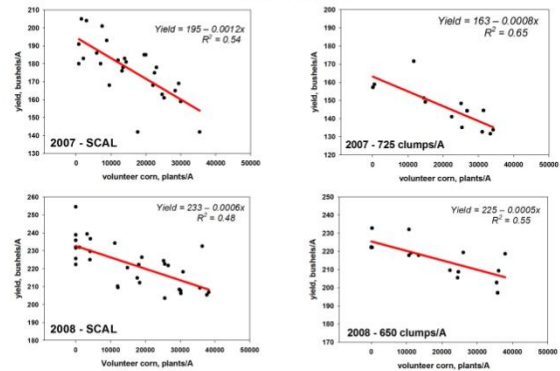 Yield = 195 – 0.0012x
R² = 0.54
yield, bushels/A
210
200
190
180
170
160
150
140
130
2007 - SCAL
0 10000 20000 30000 40000 50000
volunteer corn, plants/A
Yield = 163 – 0.0008x
R² = 0.65
yield, bushels/A
200
190
180
170
160
150
140
130
120
2007 - 725 clumps/A
0 10000 20000 30000 40000 50000
volunteer corn, plants/A
Yield = 233 – 0.0006x
R² = 0.48
yield, bushels/A
260
250
240
230
220
210
200
190
180
2008 - SCAL
0 10000 20000 30000 40000 50000
Volunteer corn, plants/A
Yield = 225 – 0.0005x
R² = 0.55
yield, bushels/A
260
250
240
230
220
210
200
190
180
170
2008 - 650 clumps/A
0 10000 20000 30000 40000 50000
volunteer corn, plants/A